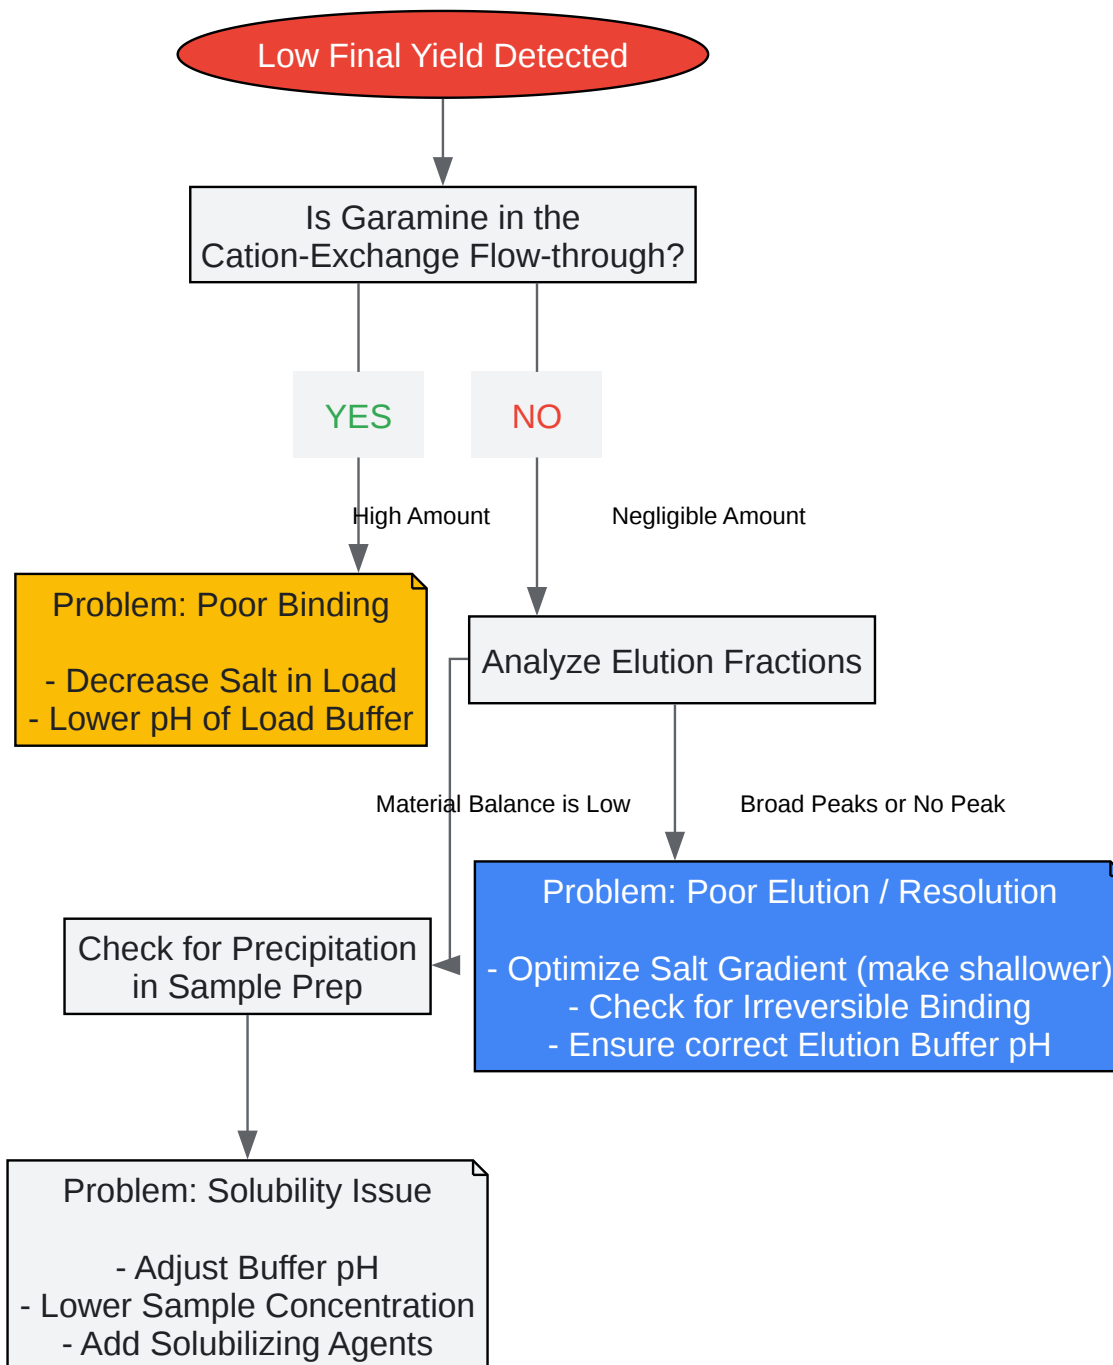 Low Final Yield Detected
Is Garamine in the
Cation-Exchange Flow-through?
YES
NO
High Amount
Negligible Amount
Problem: Poor Binding
- Decrease Salt in Load
- Lower pH of Load Buffer
Analyze Elution Fractions
Material Balance is Low
Broad Peaks or No Peak
Problem: Poor Elution / Resolution
- Optimize Salt Gradient (make shallower)
- Check for Irreversible Binding
- Ensure correct Elution Buffer pH
Check for Precipitation
in Sample Prep
Problem: Solubility Issue
- Adjust Buffer pH
- Lower Sample Concentration
- Add Solubilizing Agents